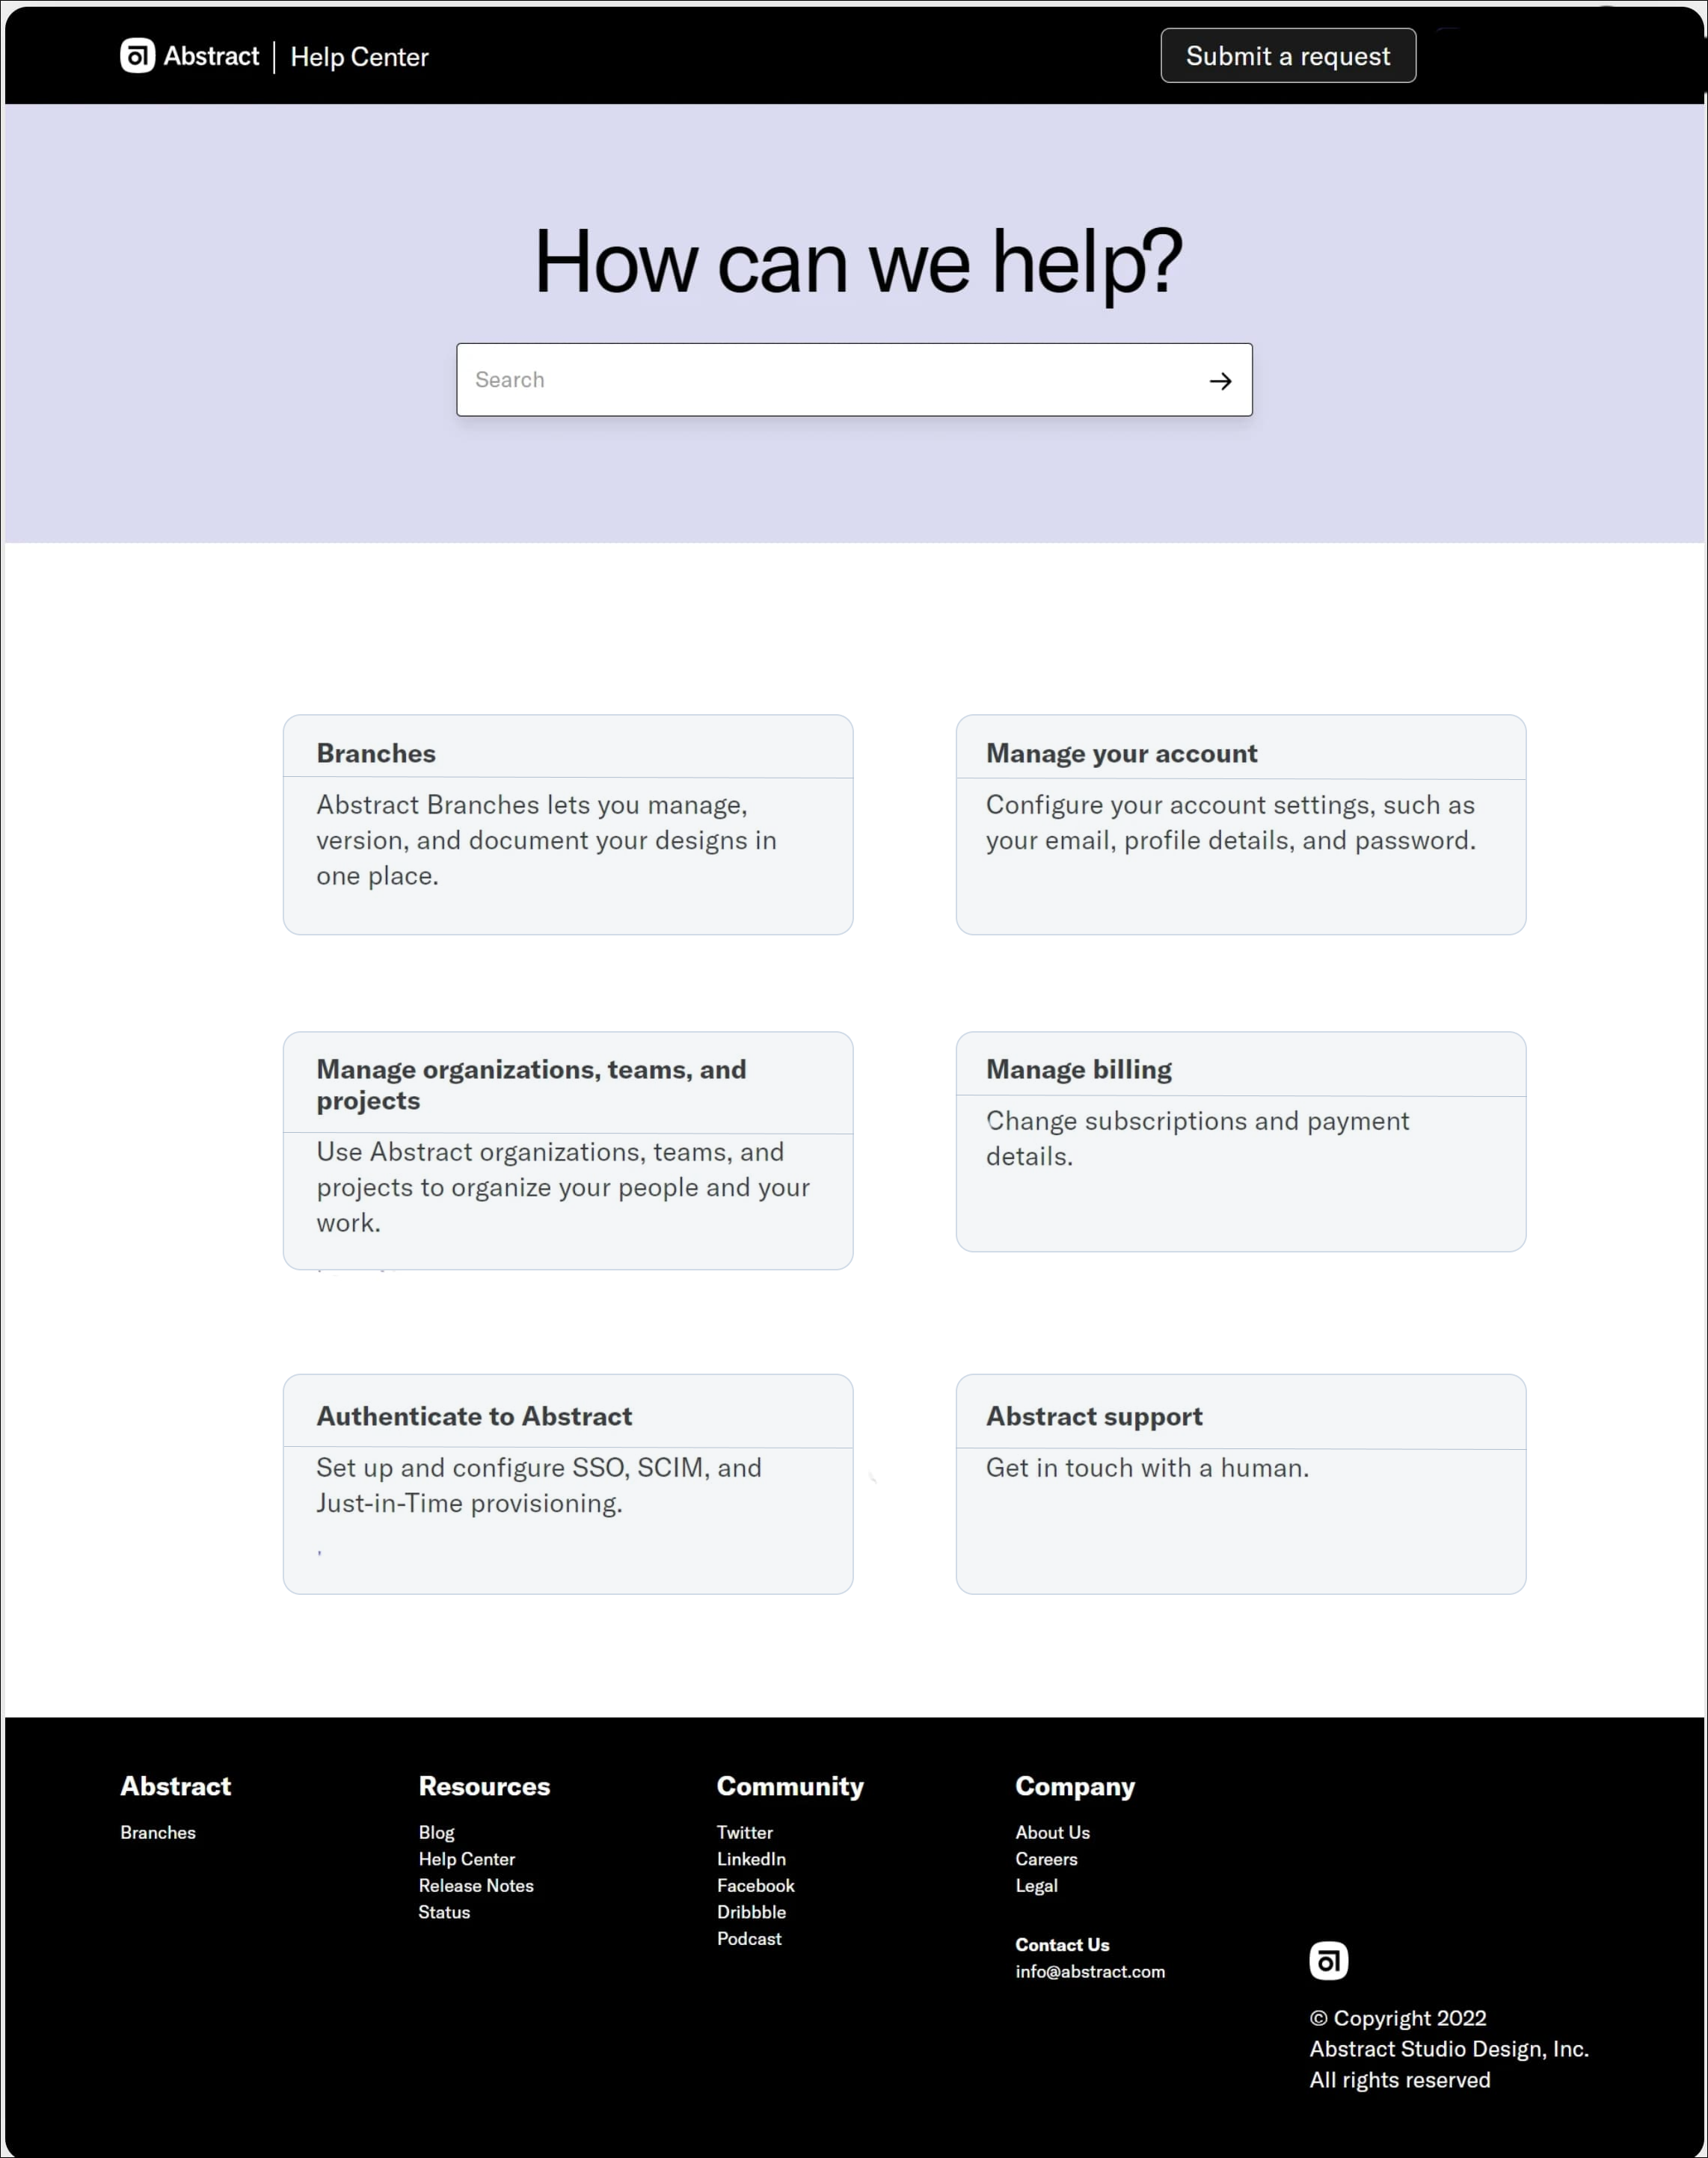 Abstract | Help Center
Submit a request
How can we help?
Search
Branches
Abstract Branches lets you manage,
version, and document your designs in
one place.
Manage your account
Configure your account settings, such as
your email, profile details, and password.
Manage organizations, teams, and
projects
Use Abstract organizations, teams, and
projects to organize your people and your
work.
Manage billing
Change subscriptions and payment
details.
Authenticate to Abstract
Set up and configure SSO, SCIM, and
Just-in-Time provisioning.
Abstract support
Get in touch with a human.
Abstract
Branches
Resources
Blog
Help Center
Release Notes
Status
Community
Twitter
LinkedIn
Facebook
Dribbble
Podcast
Company
About Us
Careers
Legal
Contact Us
info@abstract.com
© Copyright 2022
Abstract Studio Design, Inc.
All rights reserved